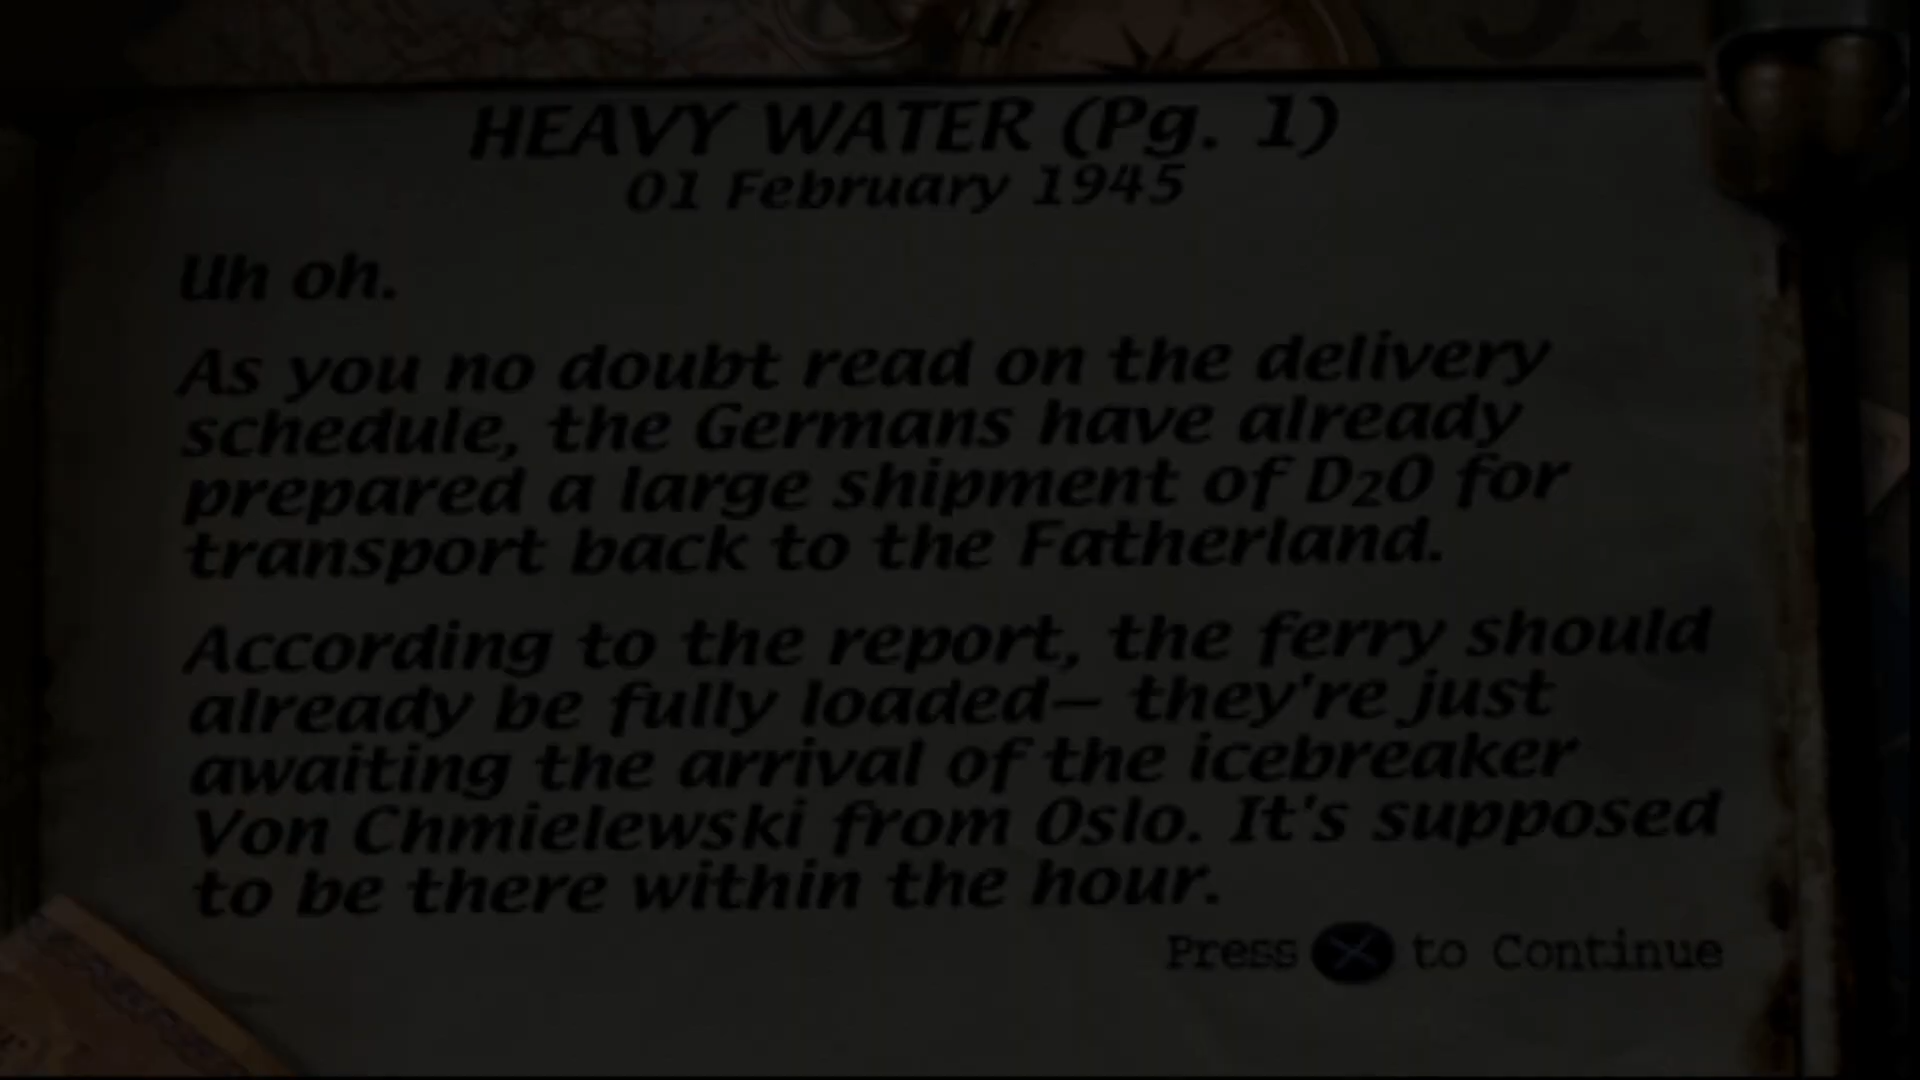 HEAVY WATER (Pg. 1)
01 February 1945
Uh oh.
As you no doubt read on the delivery
schedule, the Germans have already
prepared a large shipment of D2O for
transport back to the Fatherland.
According to the report, the ferry should
already be fully loaded— they're just
awaiting the arrival of the icebreaker
Von Chmielewski from Oslo. It's supposed
to be there within the hour.
Press X to Continue